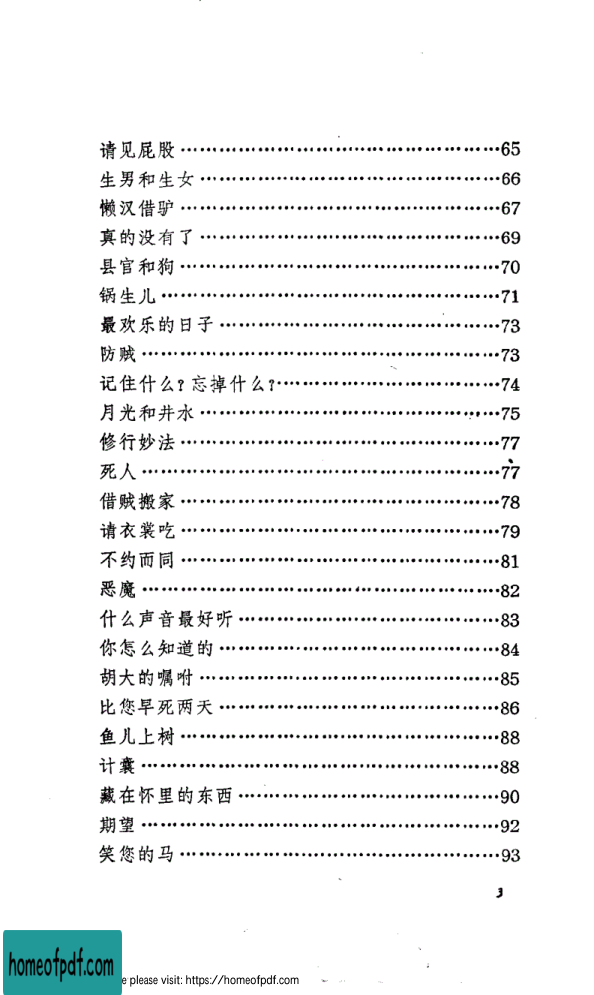 请见屁股……………………………………65
生男和生女…………………………………66
懒汉借驴……………………………………67
真的没有了…………………………………69
县官和狗……………………………………70
锅生儿………………………………………71
最欢乐的日子………………………………73
防贼…………………………………………73
记住什么？忘掉什么？……………………74
月光和井水…………………………………75
修行妙法……………………………………77
死人…………………………………………77
借贼搬家……………………………………78
请衣裳吃……………………………………79
不约而同……………………………………81
恶魔…………………………………………82
什么声音最好听……………………………83
你怎么知道的………………………………84
胡大的嘱咐…………………………………85
比您早死两天………………………………86
鱼儿上树……………………………………88
计囊…………………………………………88
藏在怀里的东西……………………………90
期望…………………………………………92
笑您的马……………………………………93
3
homeofpdf.com
e please visit: https://homeofpdf.com